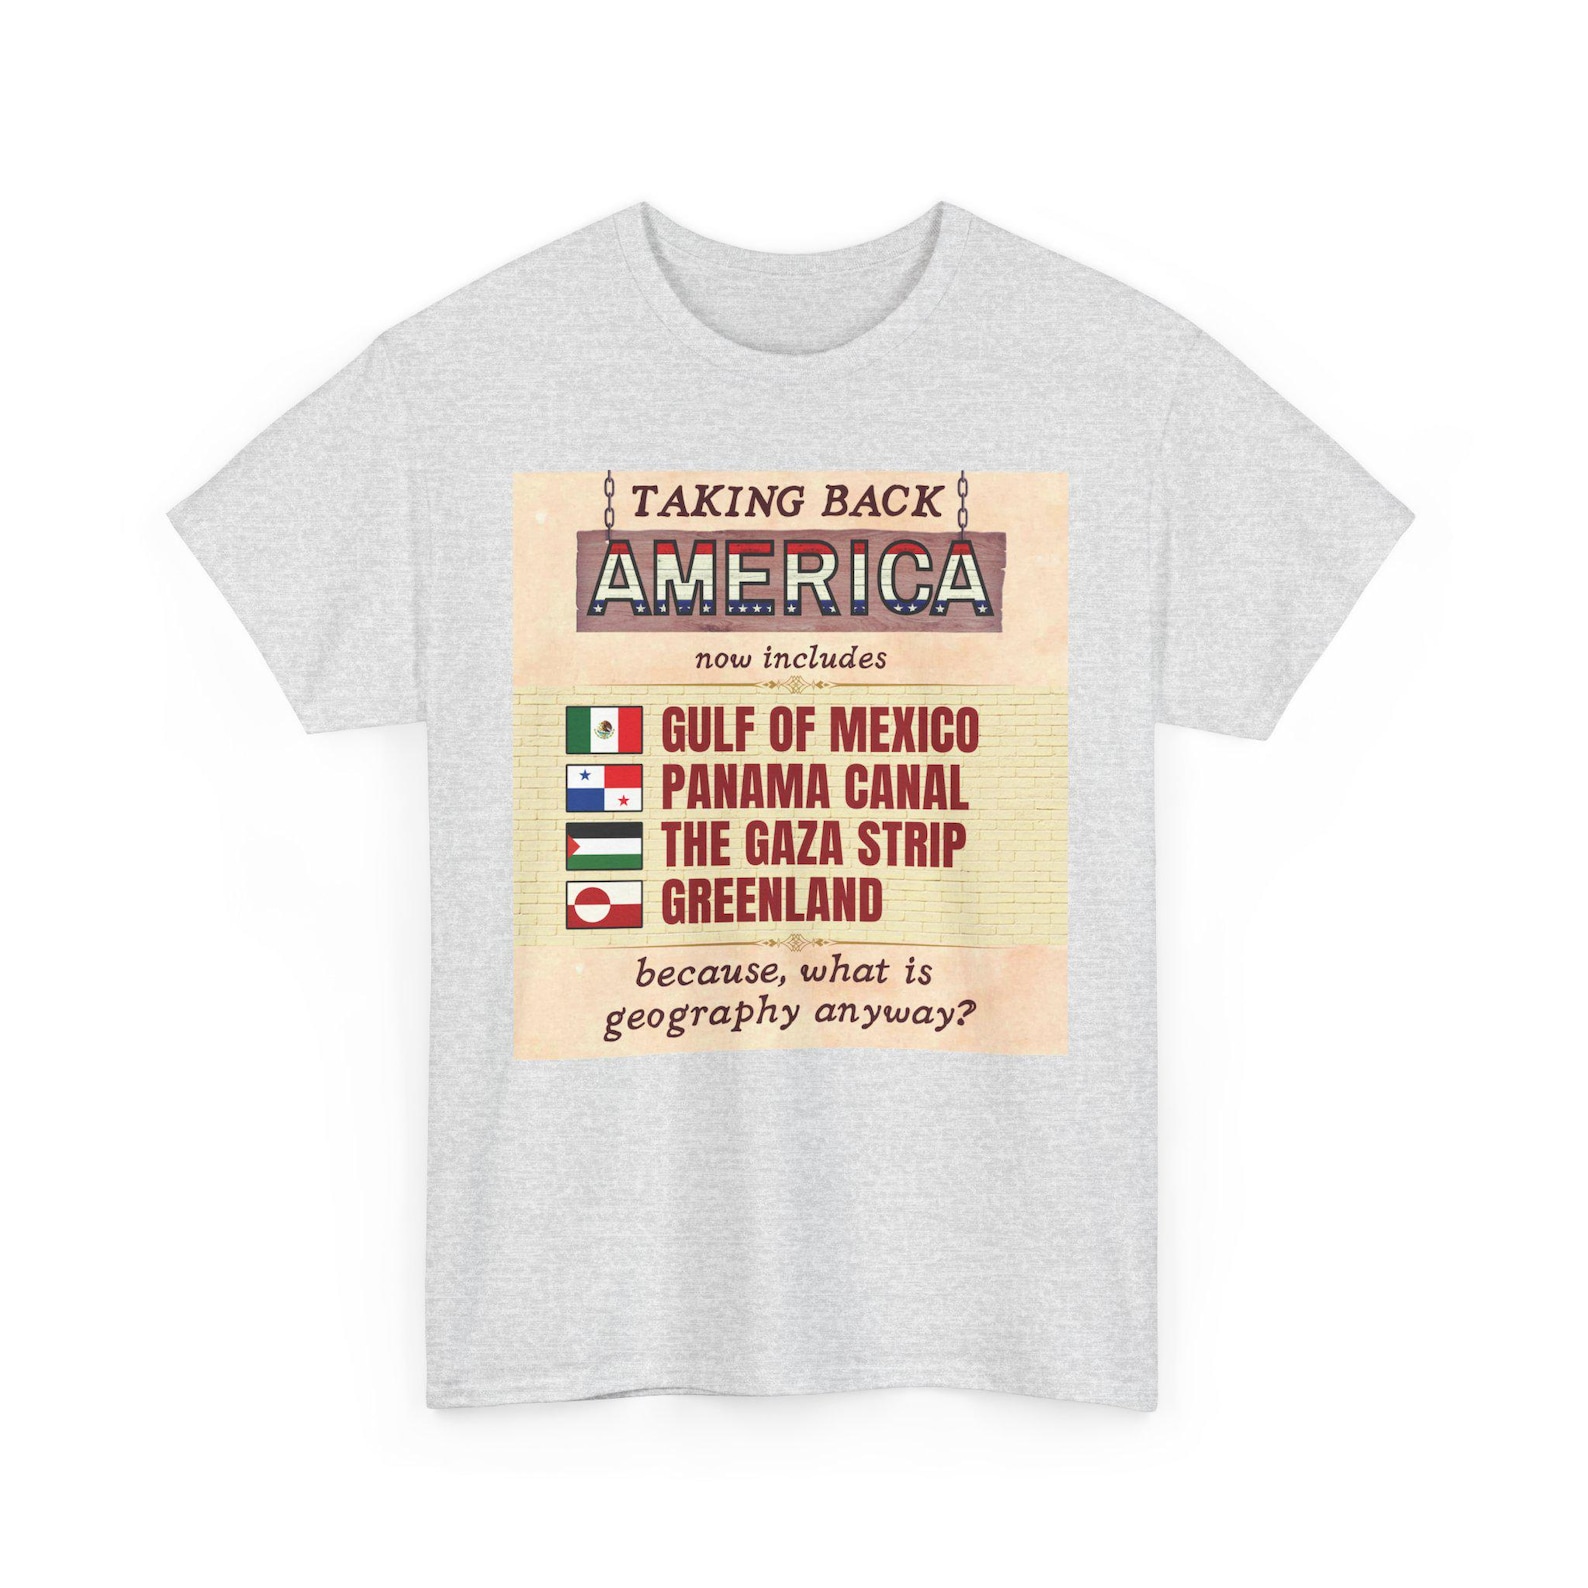 TAKING BACK
AMERICA
now includes
GULF OF MEXICO
PANAMA CANAL
THE GAZA STRIP
GREENLAND
because, what is
geography anyway?